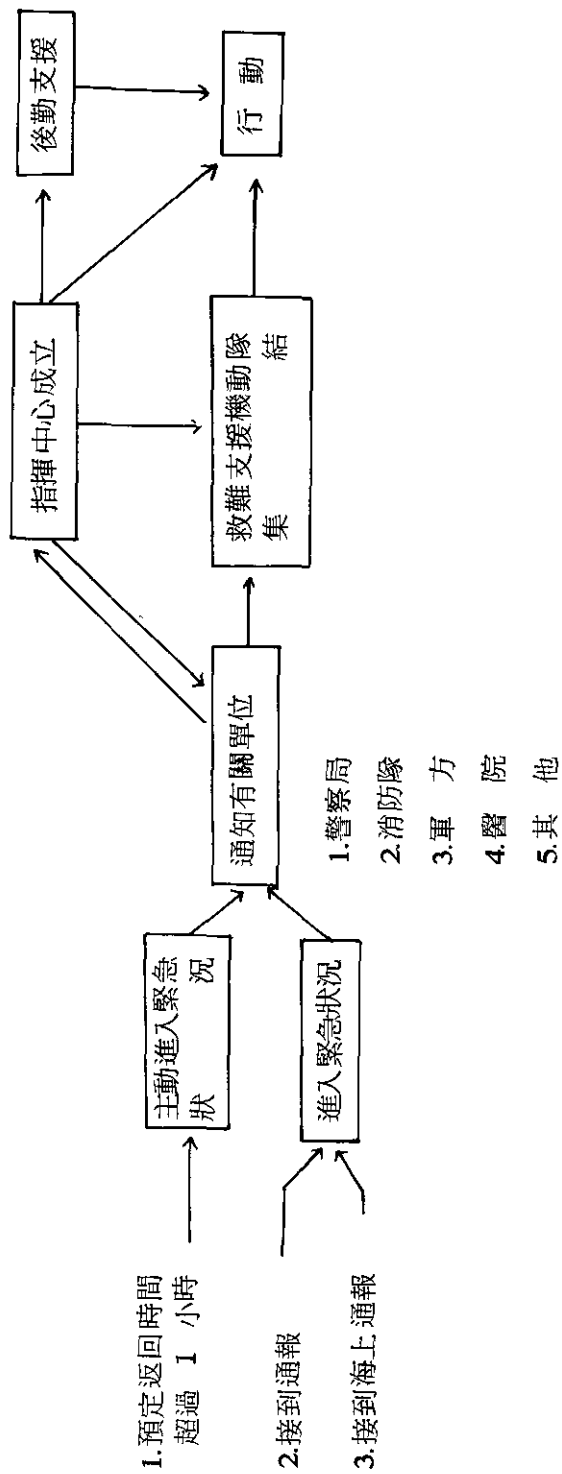 1.預定返回時間
超過 1 小時
2.接到通報
3.接到海上通報
主動進入緊急
狀況
進入緊急狀況
通知有關單位
1.警察局
2.消防隊
3.軍方
4.醫院
5.其他
指揮中心成立
救難支援機動隊
集結
後勤支援
行動